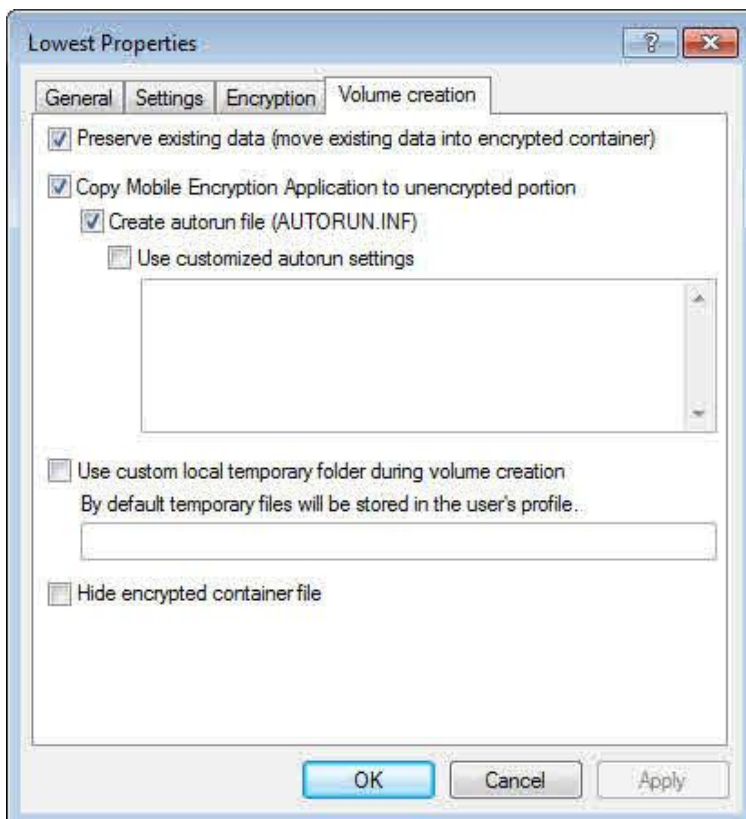 Lowest Properties
General Settings Encryption Volume creation
Preserve existing data (move existing data into encrypted container)
Copy Mobile Encryption Application to unencrypted portion
Create autorun file (AUTORUN.INF)
Use customized autorun settings
Use custom local temporary folder during volume creation
By default temporary files will be stored in the user's profile.
Hide encrypted container file
OK Cancel Apply